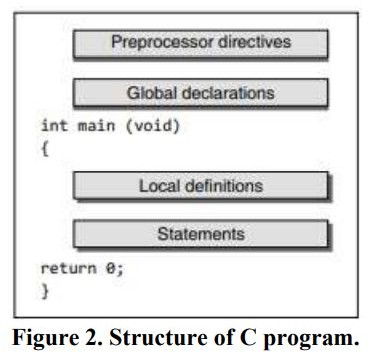 Preprocessor directives
Global declarations
int main (void)
{
Local definitions
Statements
return 0;
}
Figure 2. Structure of C program.